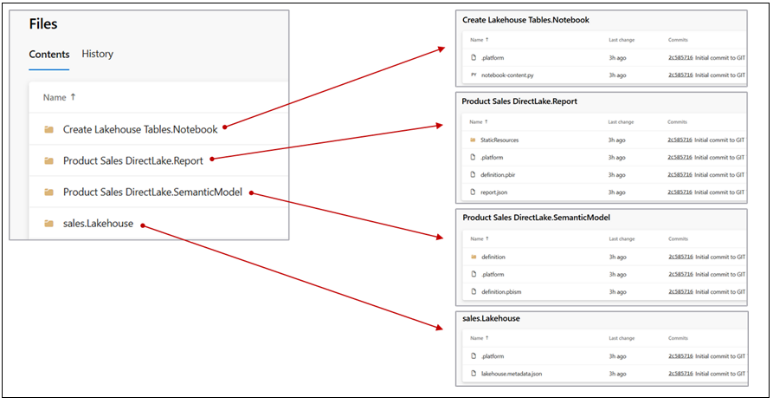 Files
Contents History
Name ↑
Create Lakehouse Tables.Notebook
Product Sales DirectLake.Report
Product Sales DirectLake.SemanticModel
sales.Lakehouse
Create Lakehouse Tables.Notebook
Name ↑ Last change Commits
.platform 3h ago 2c585716 Initial commit to GIT
PY notebook-content.py 3h ago 2c585716 Initial commit to GIT
Product Sales DirectLake.Report
Name ↑ Last change Commits
StaticResources 3h ago 2c585716 Initial commit to GIT
.platform 3h ago 2c585716 Initial commit to GIT
definition.pbir 3h ago 2c585716 Initial commit to GIT
report.json 3h ago 2c585716 Initial commit to GIT
Product Sales DirectLake.SemanticModel
Name ↑ Last change Commits
definition 3h ago 2c585716 Initial commit to GIT
.platform 3h ago 2c585716 Initial commit to GIT
definition.pbism 3h ago 2c585716 Initial commit to GIT
sales.Lakehouse
Name ↑ Last change Commits
.platform 3h ago 2c585716 Initial commit to GIT
lakehouse.metadata.json 3h ago 2c585716 Initial commit to GIT